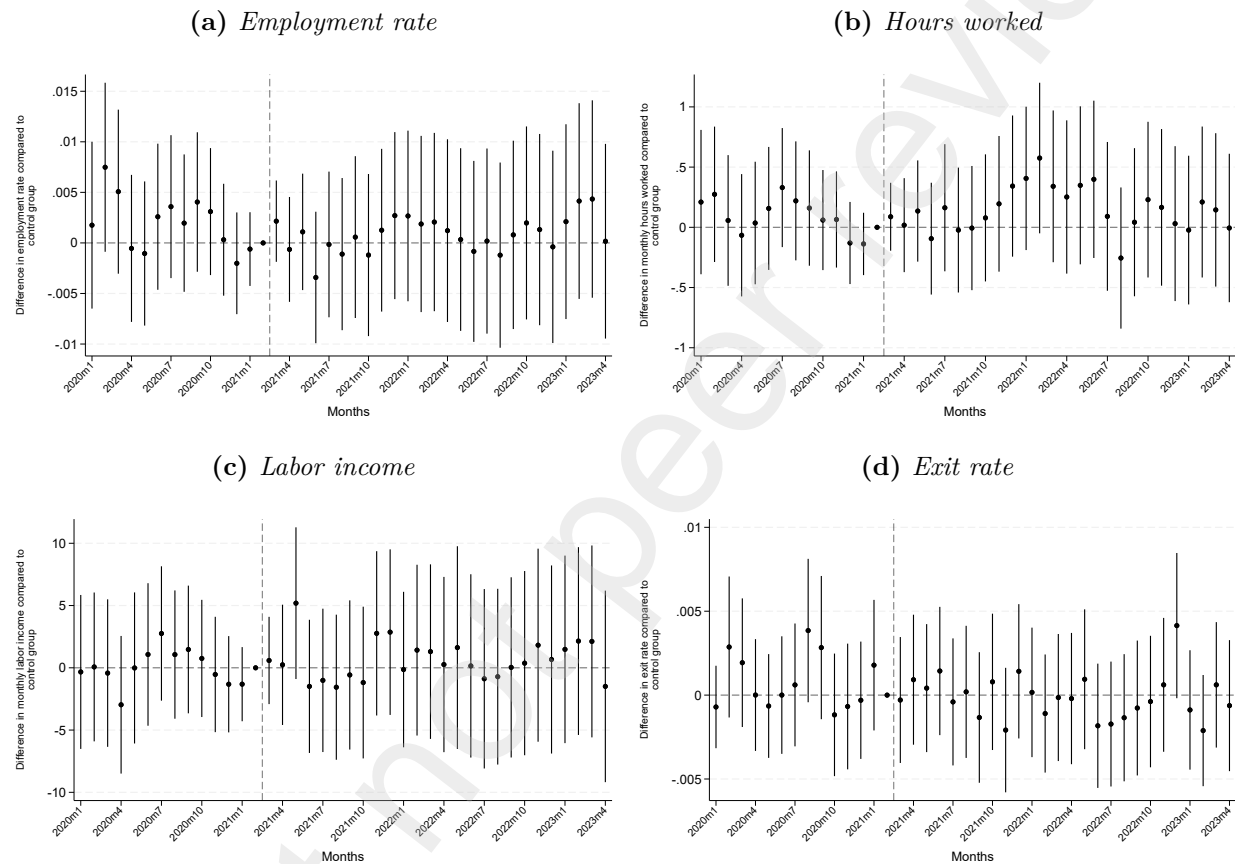 (a) Employment rate
Difference in employment rate compared to
control group
.015
.01
.005
0
-.005
-.01
2020m1
2020m4
2020m7
2020m10
2021m1
2021m4
2021m7
2021m10
2022m1
2022m4
2022m7
2022m10
2023m1
2023m4
Months
(b) Hours worked
Difference in monthly hours worked compared to
control group
1
.5
0
-.5
-1
2020m1
2020m4
2020m7
2020m10
2021m1
2021m4
2021m7
2021m10
2022m1
2022m4
2022m7
2022m10
2023m1
2023m4
Months
(c) Labor income
Difference in monthly labor income compared to
control group
10
5
0
-5
-10
2020m1
2020m4
2020m7
2020m10
2021m1
2021m4
2021m7
2021m10
2022m1
2022m4
2022m7
2022m10
2023m1
2023m4
Months
(d) Exit rate
Difference in exit rate compared to
control group
.01
.005
0
-.005
2020m1
2020m4
2020m7
2020m10
2021m1
2021m4
2021m7
2021m10
2022m1
2022m4
2022m7
2022m10
2023m1
2023m4
Months
not peer review